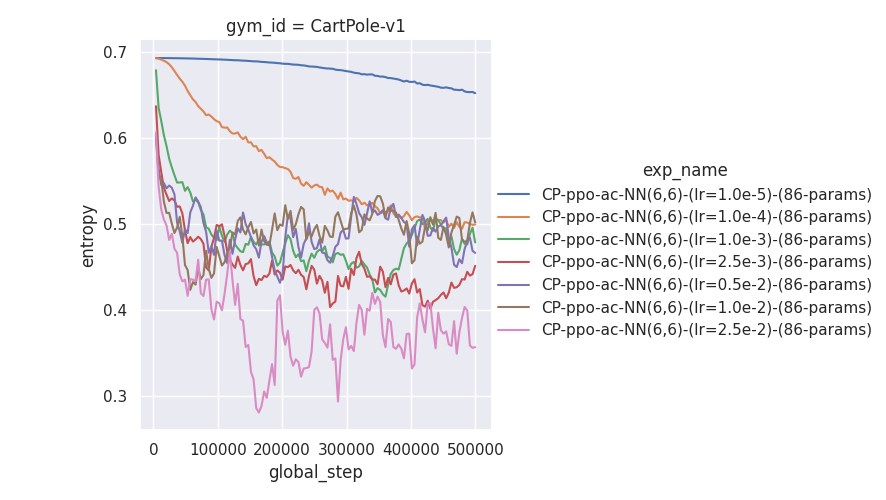 gym_id = CartPole-v1
0.7
0.6
0.5
0.4
0.3
entropy
0
100000
200000
300000
400000
500000
global_step
exp_name
CP-ppo-ac-NN(6,6)-(lr=1.0e-5)-(86-params)
CP-ppo-ac-NN(6,6)-(lr=1.0e-4)-(86-params)
CP-ppo-ac-NN(6,6)-(lr=1.0e-3)-(86-params)
CP-ppo-ac-NN(6,6)-(lr=2.5e-3)-(86-params)
CP-ppo-ac-NN(6,6)-(lr=0.5e-2)-(86-params)
CP-ppo-ac-NN(6,6)-(lr=1.0e-2)-(86-params)
CP-ppo-ac-NN(6,6)-(lr=2.5e-2)-(86-params)